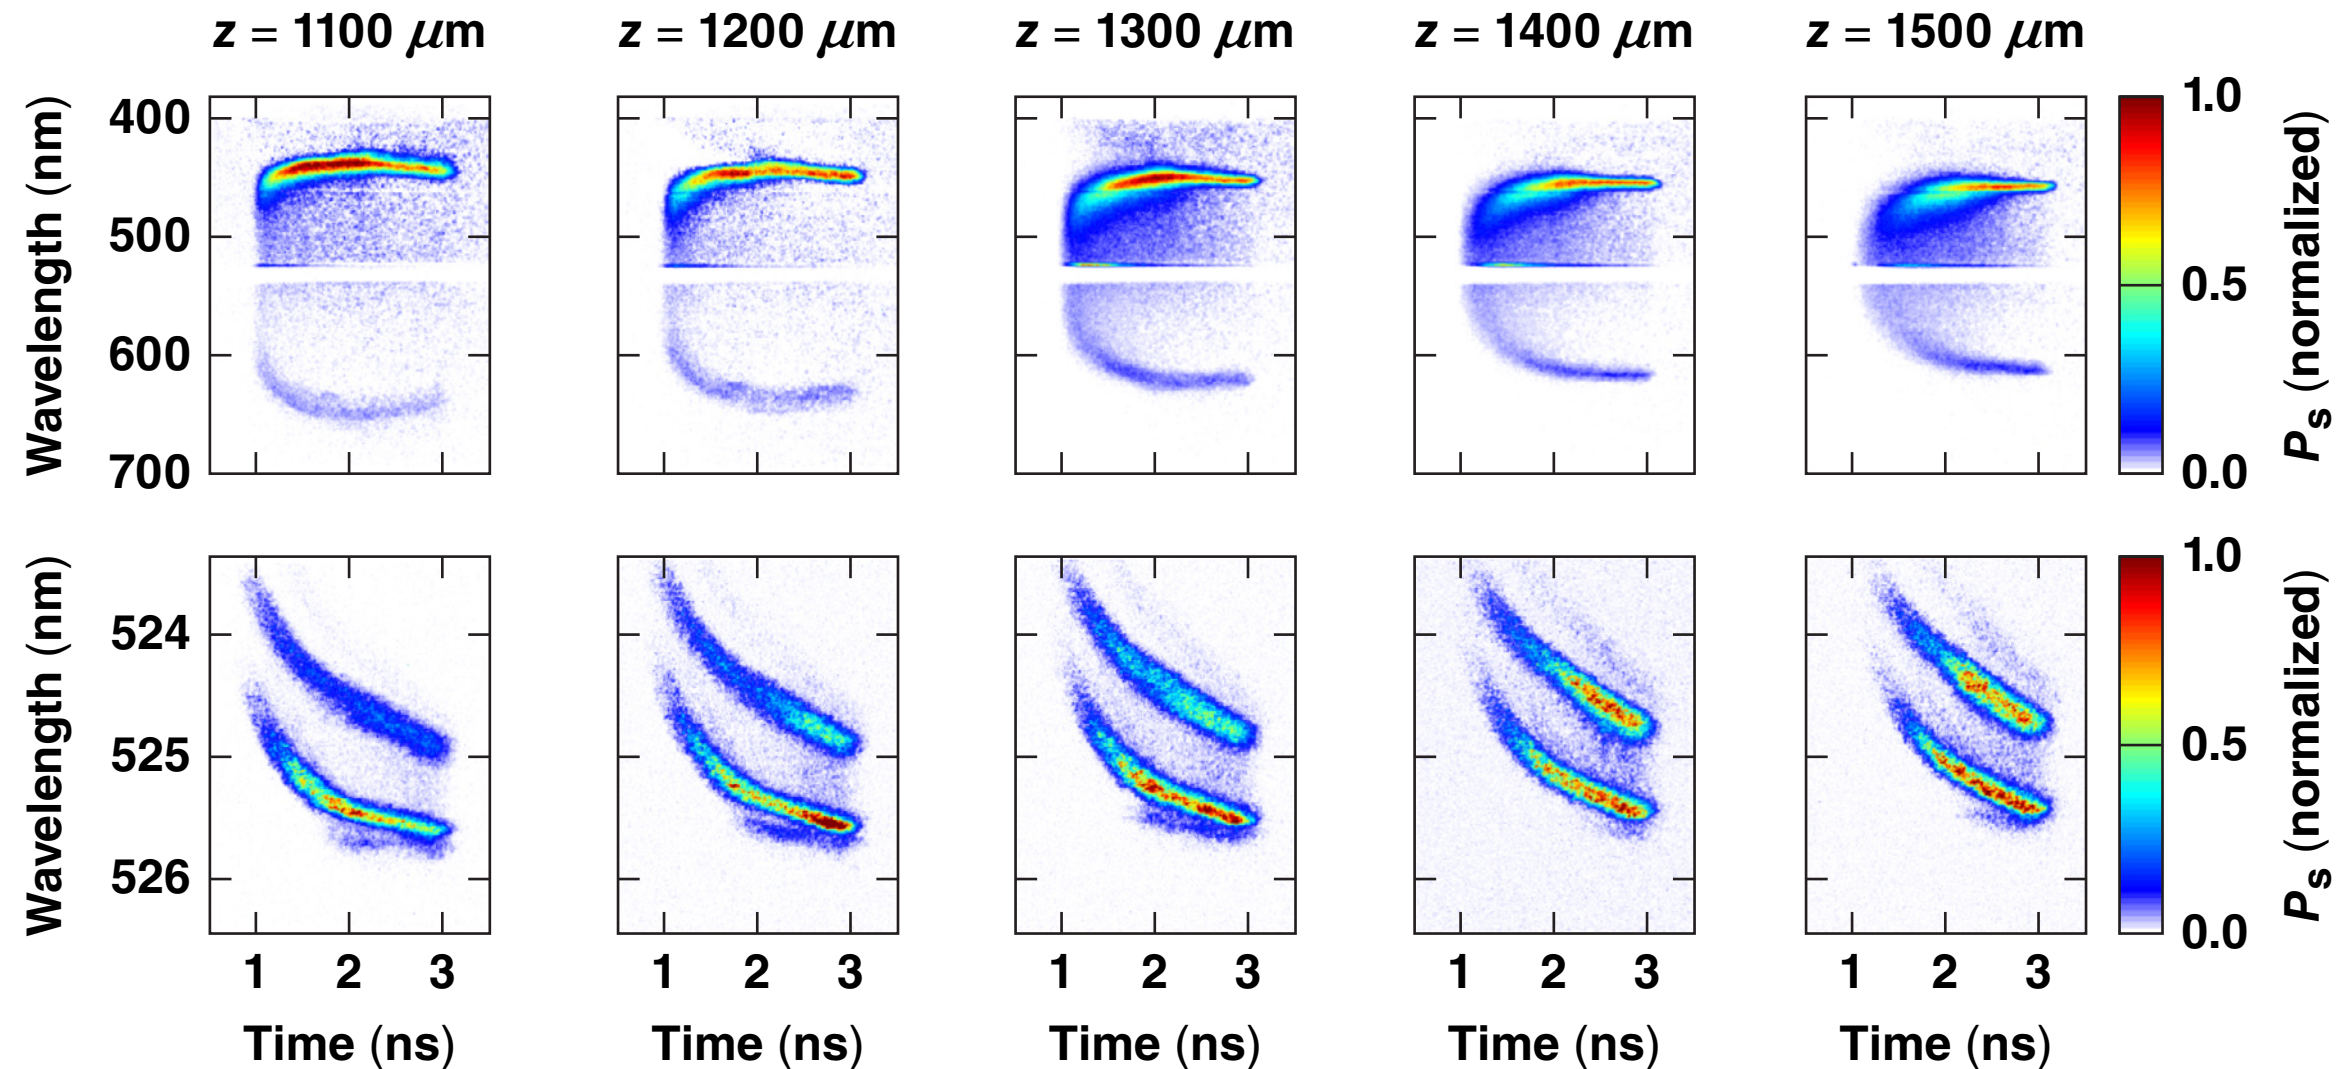 z = 1100 μm
z = 1200 μm
z = 1300 μm
z = 1400 μm
z = 1500 μm
Wavelength (nm)
400
500
600
700
1.0
0.5
0.0
Ps (normalized)
Wavelength (nm)
524
525
526
1.0
0.5
0.0
Ps (normalized)
1 2 3
1 2 3
1 2 3
1 2 3
1 2 3
Time (ns)
Time (ns)
Time (ns)
Time (ns)
Time (ns)